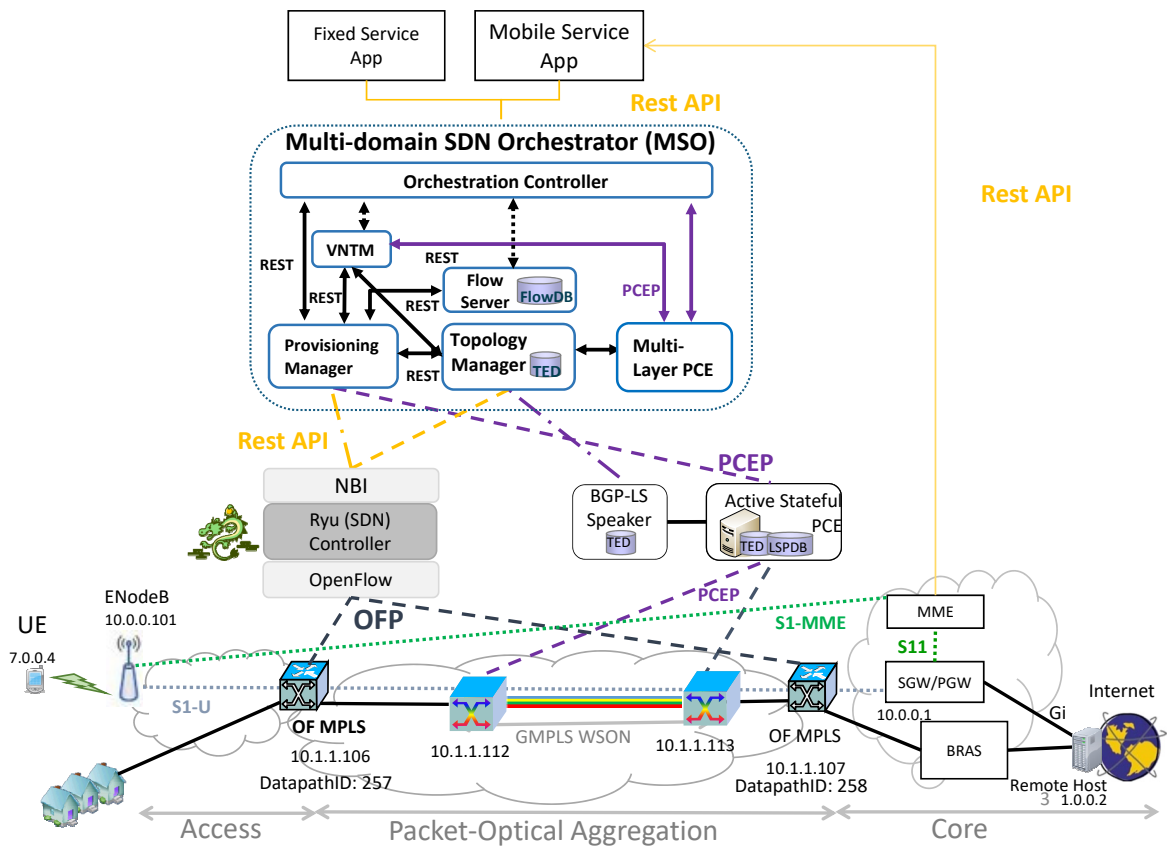 Fixed Service
App
Mobile Service
App
Rest API
Multi-domain SDN Orchestrator (MSO)
Orchestration Controller
Rest API
VNTM
REST
REST
Flow
Server
FlowDB
PCEP
REST
REST
Provisioning
Manager
REST
Topology
Manager
TED
Multi-
Layer PCE
Rest API
PCEP
NBI
Ryu (SDN)
Controller
OpenFlow
BGP-LS
Speaker
TED
Active Stateful
PCE
TED
LSPDB
PCEP
ENodeB
10.0.0.101
OFP
S1-MME
MME
S11
UE
7.0.0.4
S1-U
SGW/PGW
10.0.0.1
Internet
Gi
OF MPLS
10.1.1.106
DatapathID: 257
10.1.1.112
GMPLS WSON
10.1.1.113
OF MPLS
10.1.1.107
DatapathID: 258
BRAS
Remote Host
3
1.0.0.2
Access
Packet-Optical Aggregation
Core